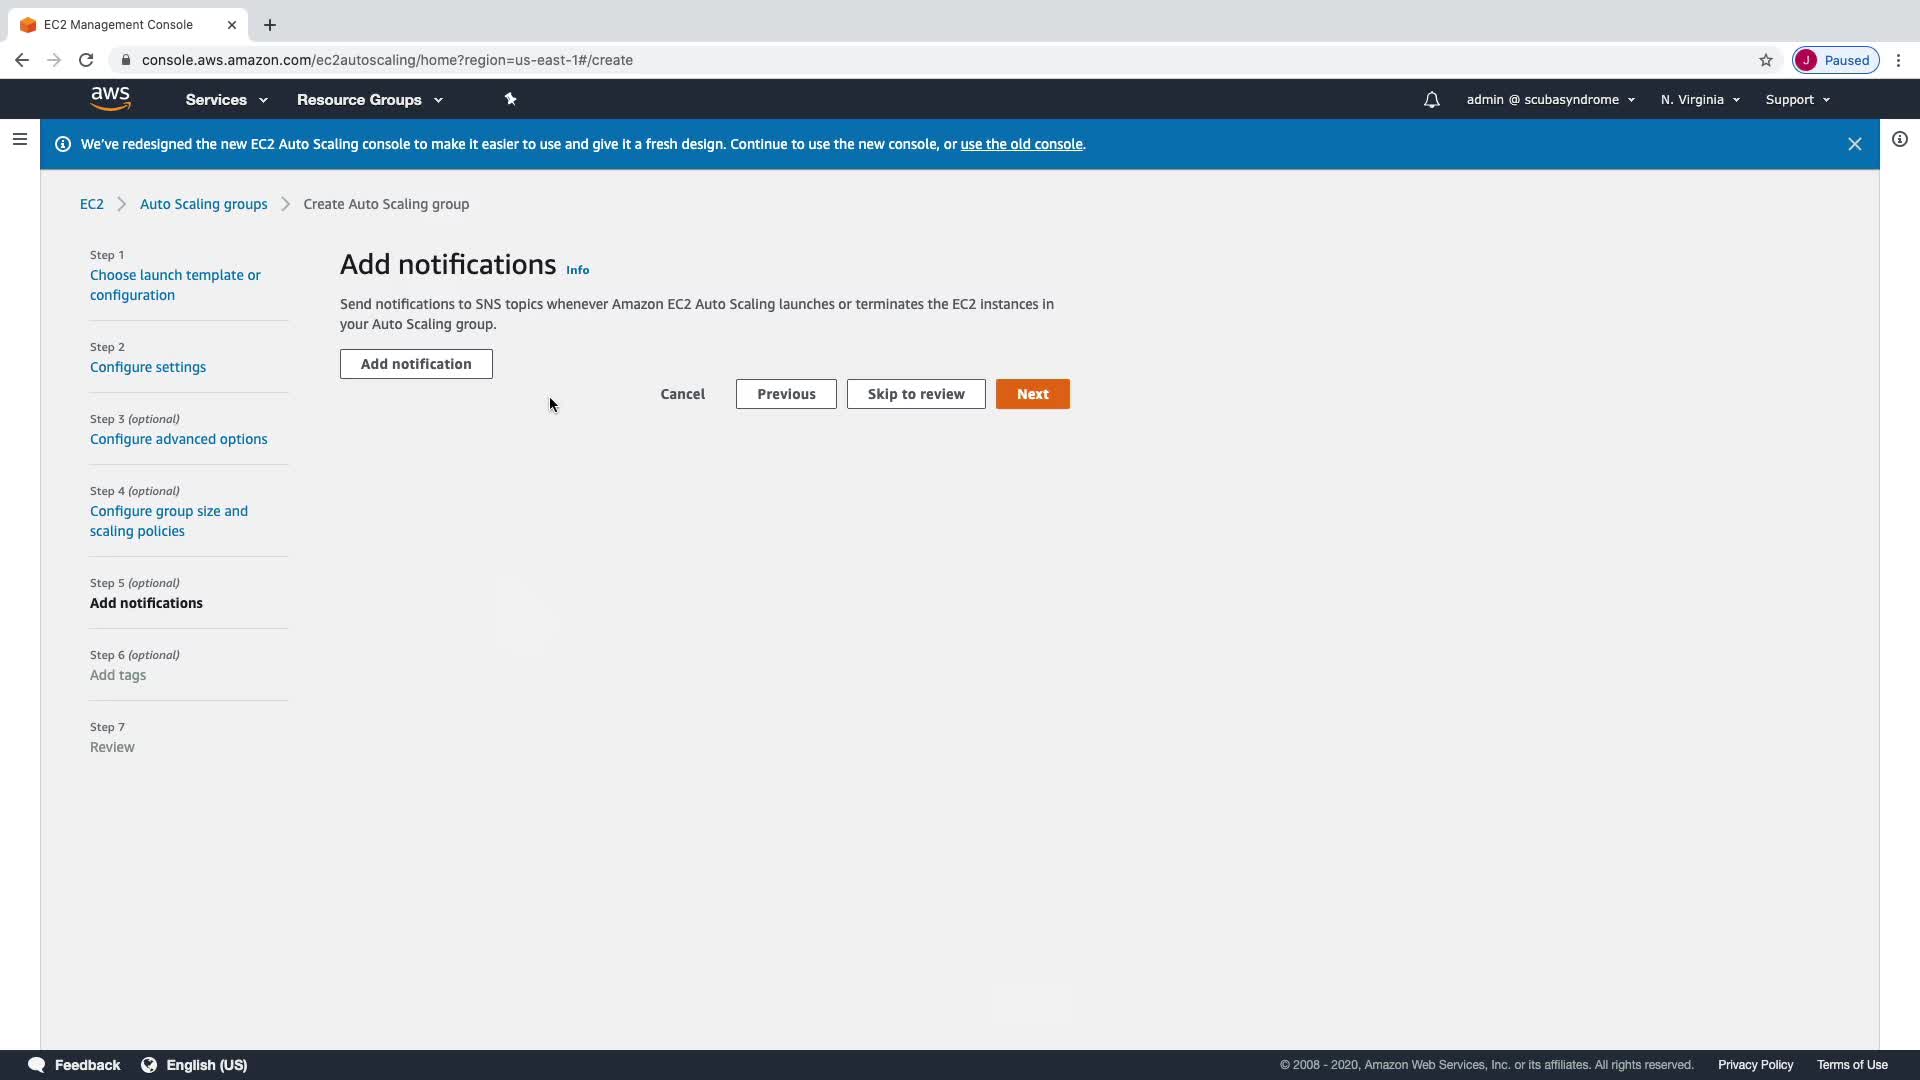 EC2 Management Console
console.aws.amazon.com/ec2autoscaling/home?region=us-east-1#/create
J Paused
aws Services Resource Groups admin @ scubasyndrome N. Virginia Support
We've redesigned the new EC2 Auto Scaling console to make it easier to use and give it a fresh design. Continue to use the new console, or use the old console.
EC2 Auto Scaling groups Create Auto Scaling group
Step 1
Choose launch template or
configuration
Step 2
Configure settings
Step 3 (optional)
Configure advanced options
Step 4 (optional)
Configure group size and
scaling policies
Step 5 (optional)
Add notifications
Step 6 (optional)
Add tags
Step 7
Review
Add notifications Info
Send notifications to SNS topics whenever Amazon EC2 Auto Scaling launches or terminates the EC2 instances in
your Auto Scaling group.
Add notification
Cancel Previous Skip to review Next
Feedback English (US) © 2008 - 2020, Amazon Web Services, Inc. or its affiliates. All rights reserved. Privacy Policy Terms of Use